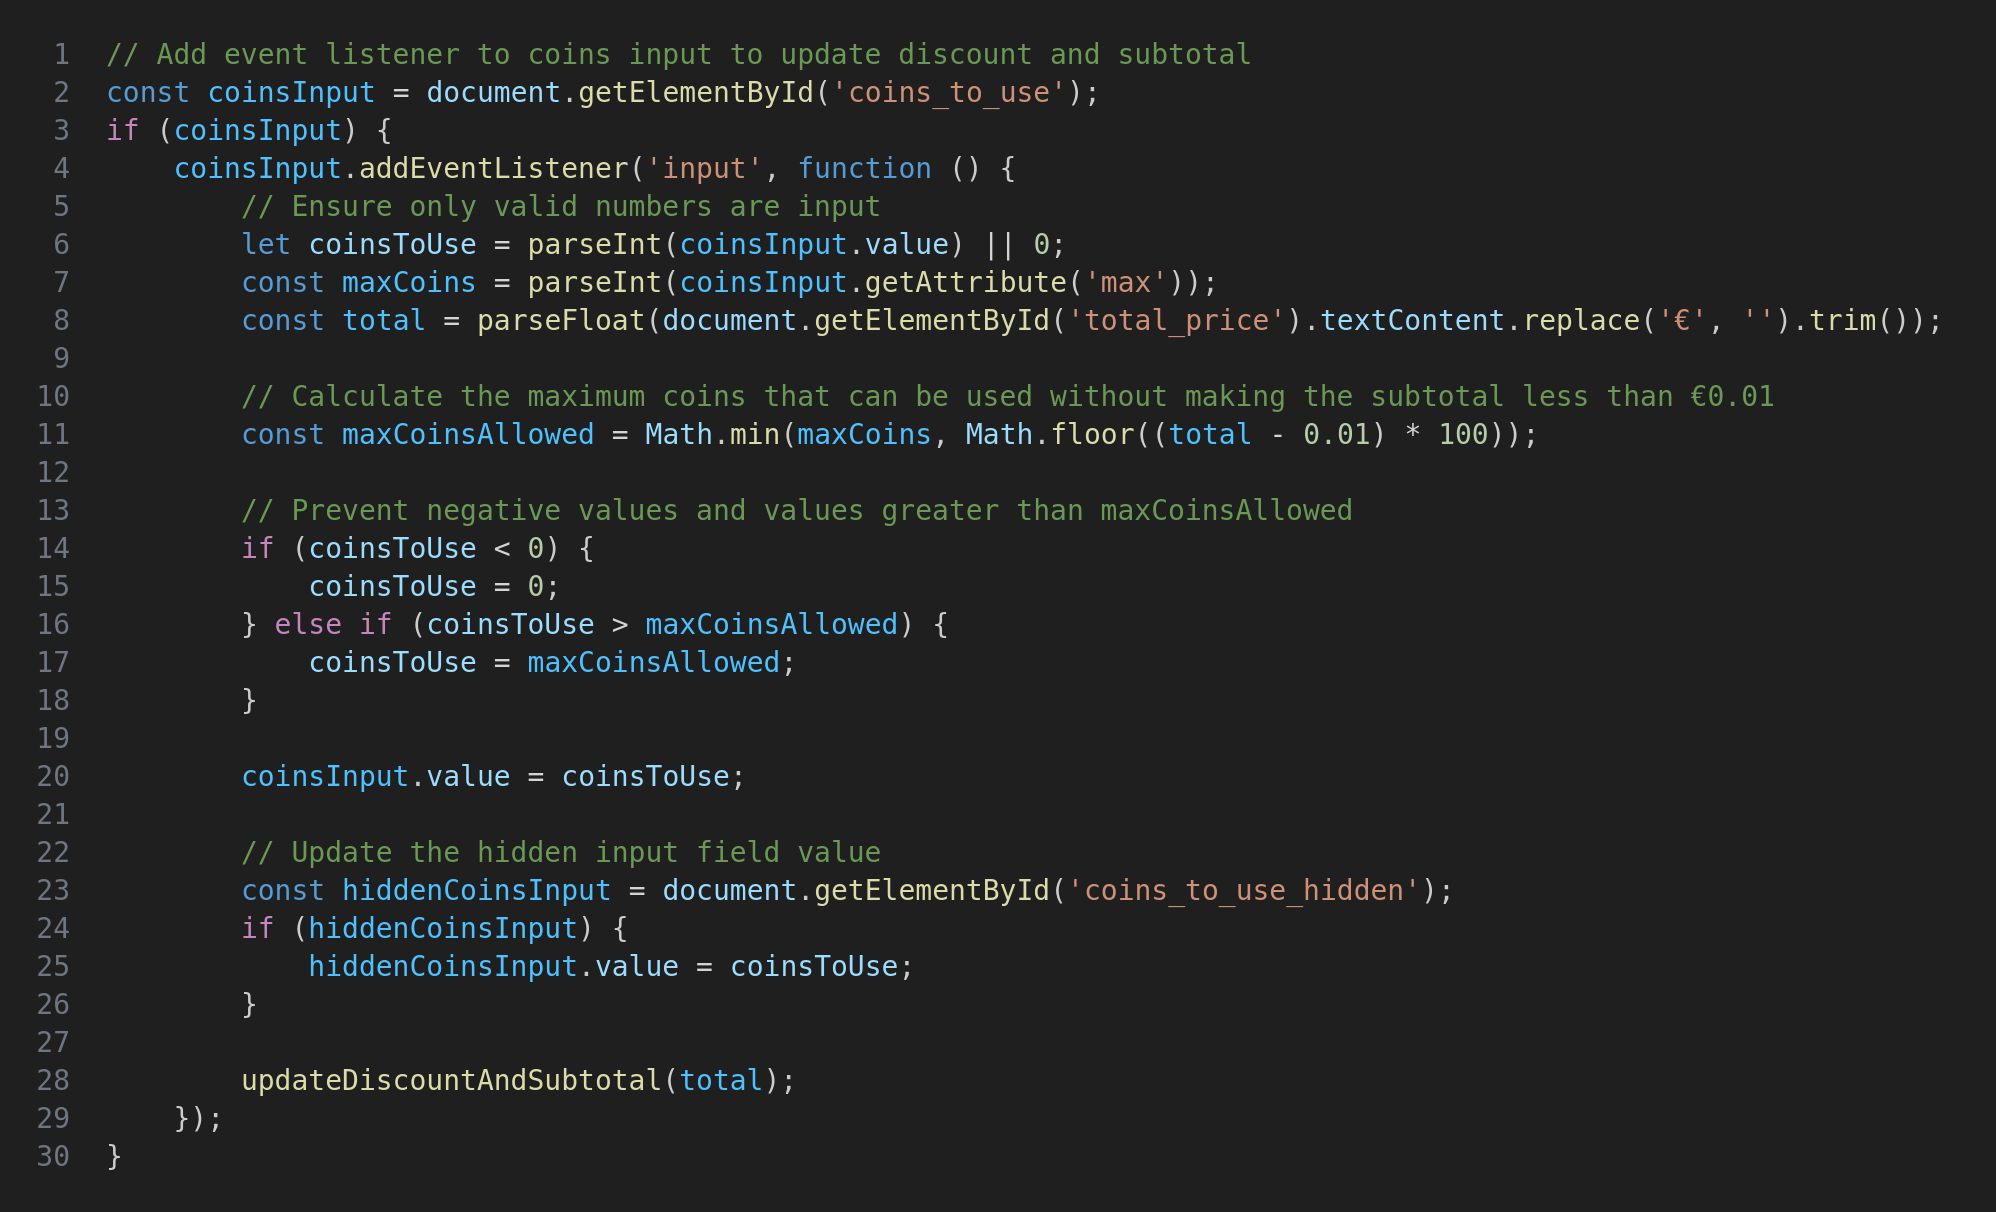 1 // Add event listener to coins input to update discount and subtotal
2 const coinsInput = document.getElementById('coins_to_use');
3 if (coinsInput) {
4     coinsInput.addEventListener('input', function () {
5         // Ensure only valid numbers are input
6         let coinsToUse = parseInt(coinsInput.value) || 0;
7         const maxCoins = parseInt(coinsInput.getAttribute('max'));
8         const total = parseFloat(document.getElementById('total_price').textContent.replace('€', '').trim());
9
10         // Calculate the maximum coins that can be used without making the subtotal less than €0.01
11         const maxCoinsAllowed = Math.min(maxCoins, Math.floor((total - 0.01) * 100));
12
13         // Prevent negative values and values greater than maxCoinsAllowed
14         if (coinsToUse < 0) {
15             coinsToUse = 0;
16         } else if (coinsToUse > maxCoinsAllowed) {
17             coinsToUse = maxCoinsAllowed;
18         }
19
20         coinsInput.value = coinsToUse;
21
22         // Update the hidden input field value
23         const hiddenCoinsInput = document.getElementById('coins_to_use_hidden');
24         if (hiddenCoinsInput) {
25             hiddenCoinsInput.value = coinsToUse;
26         }
27
28         updateDiscountAndSubtotal(total);
29     });
30 }